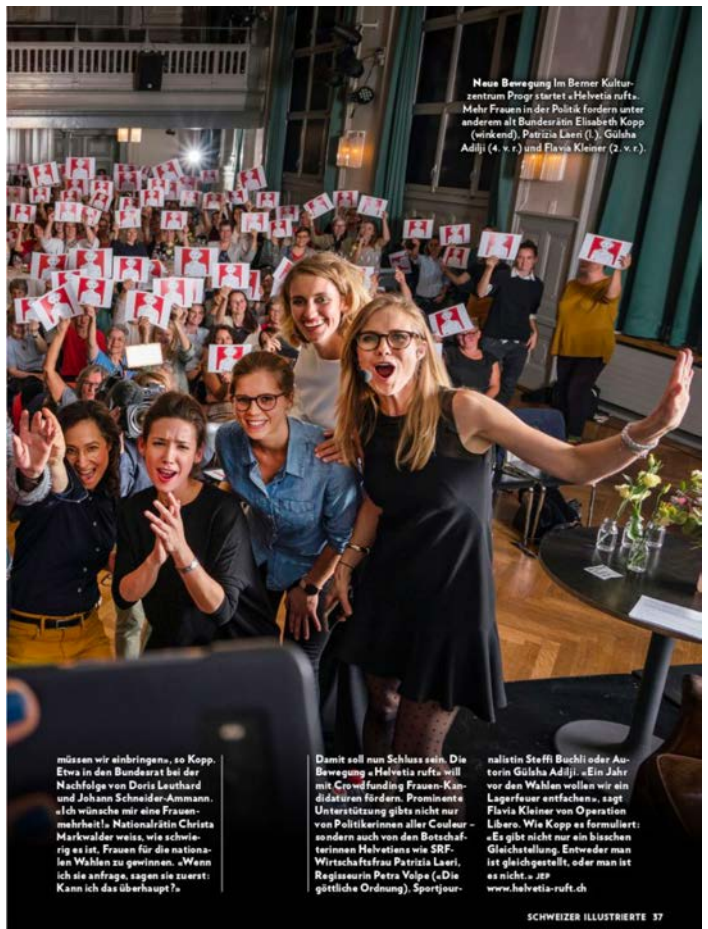 Neue Bewegung Im Berner Kultur-
zentrum Progr startet «Helvetia ruft».
Mehr Frauen in der Politik fordern unter
anderem alt Bundesrätin Elisabeth Kopp
(winkend), Patrizia Laeri (l.), Gülsha
Adilji (4. v. r.) und Flavia Kleiner (2. v. r.).
müssen wir einbringen», so Kopp.
Etwa in den Bundesrat bei der
Nachfolge von Doris Leuthard
und Johann Schneider-Ammann.
«Ich wünsche mir eine Frauen-
mehrheit!» Nationalrätin Christa
Markwalder weiss, wie schwie-
rig es ist, Frauen für die nationa-
len Wahlen zu gewinnen. «Wenn
ich sie anfrage, sagen sie zuerst:
Kann ich das überhaupt?»
Damit soll nun Schluss sein. Die
Bewegung «Helvetia ruft» will
mit Crowdfunding Frauen-Kan-
didaturen fördern. Prominente
Unterstützung gibts nicht nur
von Politikerinnen aller Couleur –
sondern auch von den Botschaf-
terinnen Helvetiens wie SRF-
Wirtschaftsfrau Patrizia Laeri,
Regisseurin Petra Volpe («Die
göttliche Ordnung), Sportjour-
nalistin Steffi Buchli oder Au-
torin Gülsha Adilji. «Ein Jahr
vor den Wahlen wollen wir ein
Lagerfeuer entfachen», sagt
Flavia Kleiner von Operation
Libero. Wie Kopp es formuliert:
«Es gibt nicht nur ein bisschen
Gleichstellung. Entweder man
ist gleichgestellt, oder man ist
es nicht.» JEP
www.helvetia-ruft.ch
SCHWEIZER ILLUSTRIERTE 37